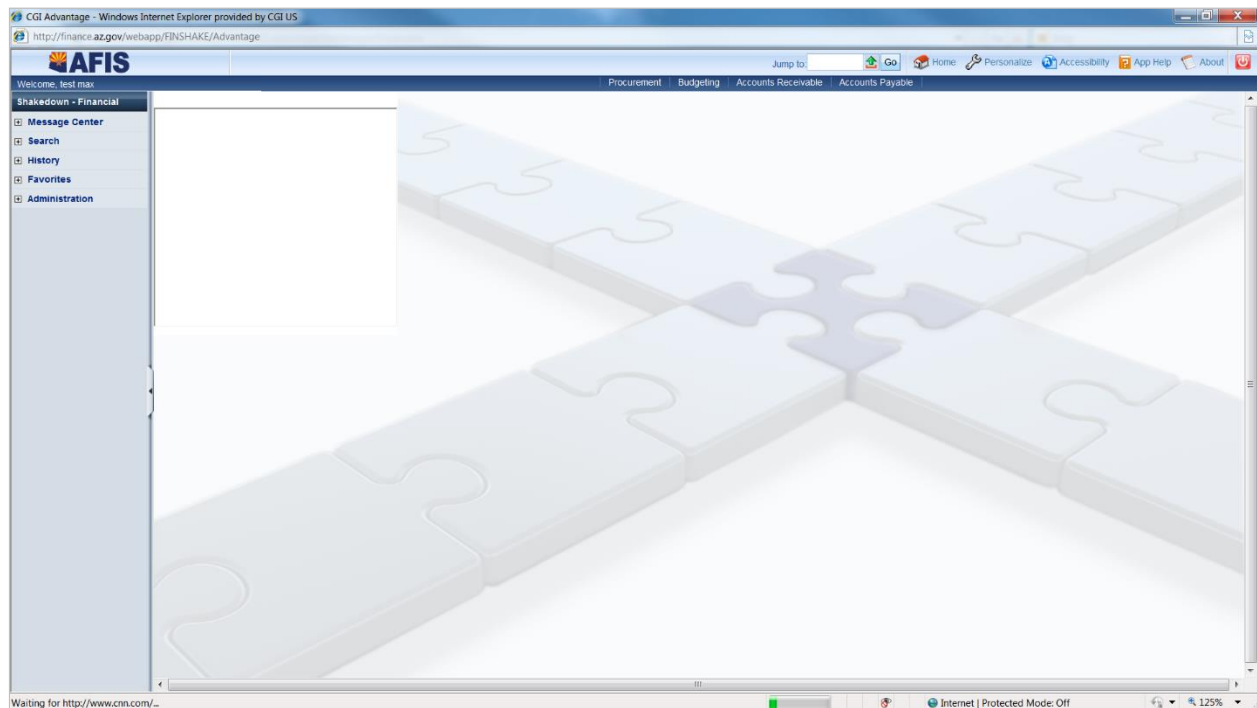 CGI Advantage - Windows Internet Explorer provided by CGI US
http://finance.az.gov/webapp/FINSHAKE/Advantage
AFIS
Jump to: Go Home Personalize Accessibility App Help About
Welcome, test max
Procurement Budgeting Accounts Receivable Accounts Payable
Shakedown - Financial
Message Center
Search
History
Favorites
Administration
Waiting for http://www.cnn.com/... Internet | Protected Mode: Off 125%